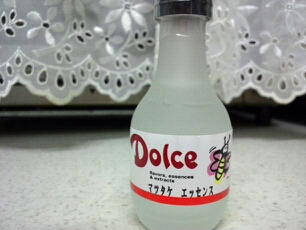 Dolce
flavors, essences
& extracts
マツタケ エッセンス